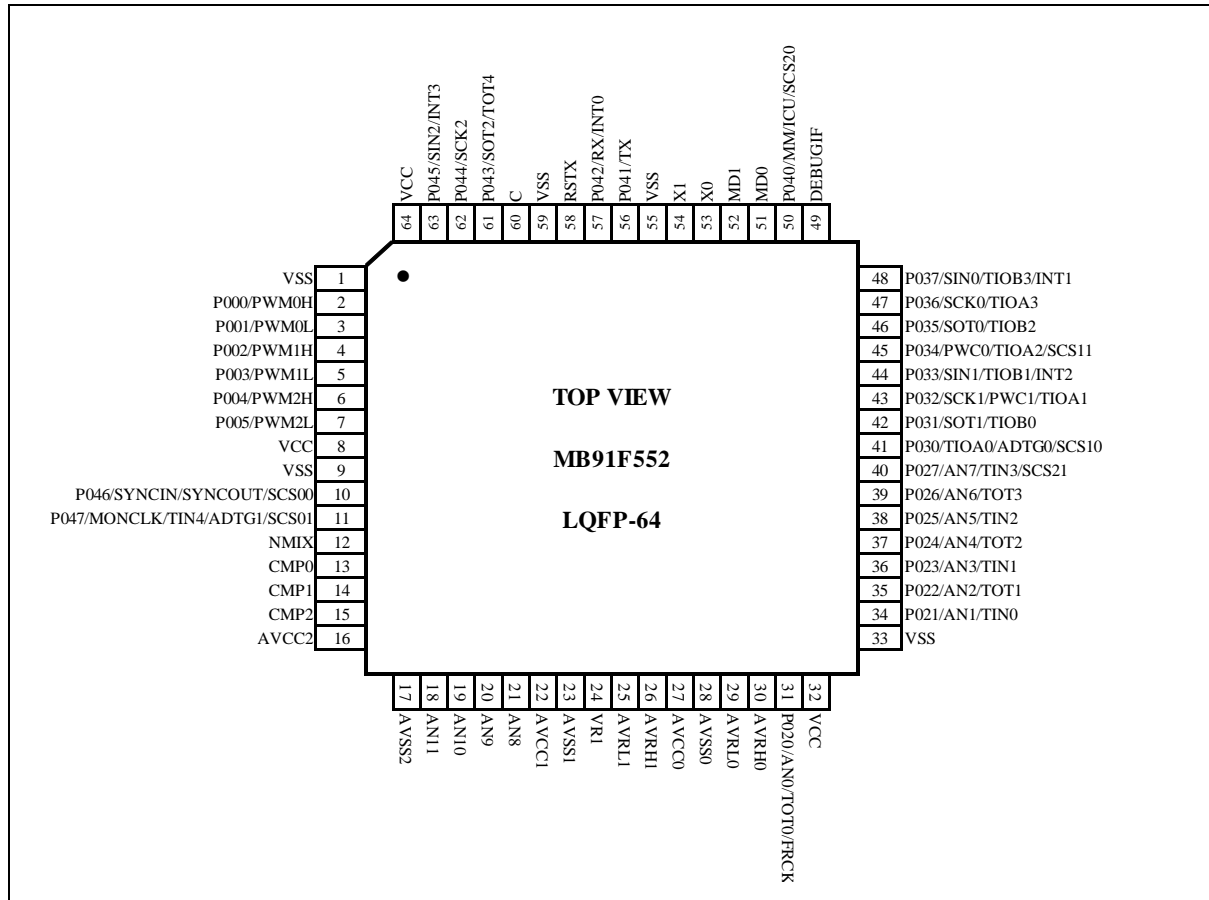 VCC
P045/SIN2/INT3
P044/SCK2
P043/SOT2/TOT4
C
VSS
RSTX
P042/RX/INT0
P041/TX
VSS
X1
X0
MD1
MD0
P040/MM/ICU/SCS20
DEBUGIF
64
63
62
61
60
59
58
57
56
55
54
53
52
51
50
49
VSS 1
P000/PWM0H 2
P001/PWM0L 3
P002/PWM1H 4
P003/PWM1L 5
P004/PWM2H 6
P005/PWM2L 7
VCC 8
VSS 9
P046/SYNCIN/SYNCOUT/SCS00 10
P047/MONCLK/TIN4/ADTG1/SCS01 11
NMIX 12
CMP0 13
CMP1 14
CMP2 15
AVCC2 16
TOP VIEW
MB91F552
LQFP-64
48 P037/SIN0/TIOB3/INT1
47 P036/SCK0/TIOA3
46 P035/SOT0/TIOB2
45 P034/PWC0/TIOA2/SCS11
44 P033/SIN1/TIOB1/INT2
43 P032/SCK1/PWC1/TIOA1
42 P031/SOT1/TIOB0
41 P030/TIOA0/ADTG0/SCS10
40 P027/AN7/TIN3/SCS21
39 P026/AN6/TOT3
38 P025/AN5/TIN2
37 P024/AN4/TOT2
36 P023/AN3/TIN1
35 P022/AN2/TOT1
34 P021/AN1/TIN0
33 VSS
17
18
19
20
21
22
23
24
25
26
27
28
29
30
31
32
AVSS2
AN11
AN10
AN9
AN8
AVCC1
AVSS1
VR1
AVRL1
AVRH1
AVCC0
AVSS0
AVRL0
AVRH0
P020/AN0/TOT0/FRCK
VCC